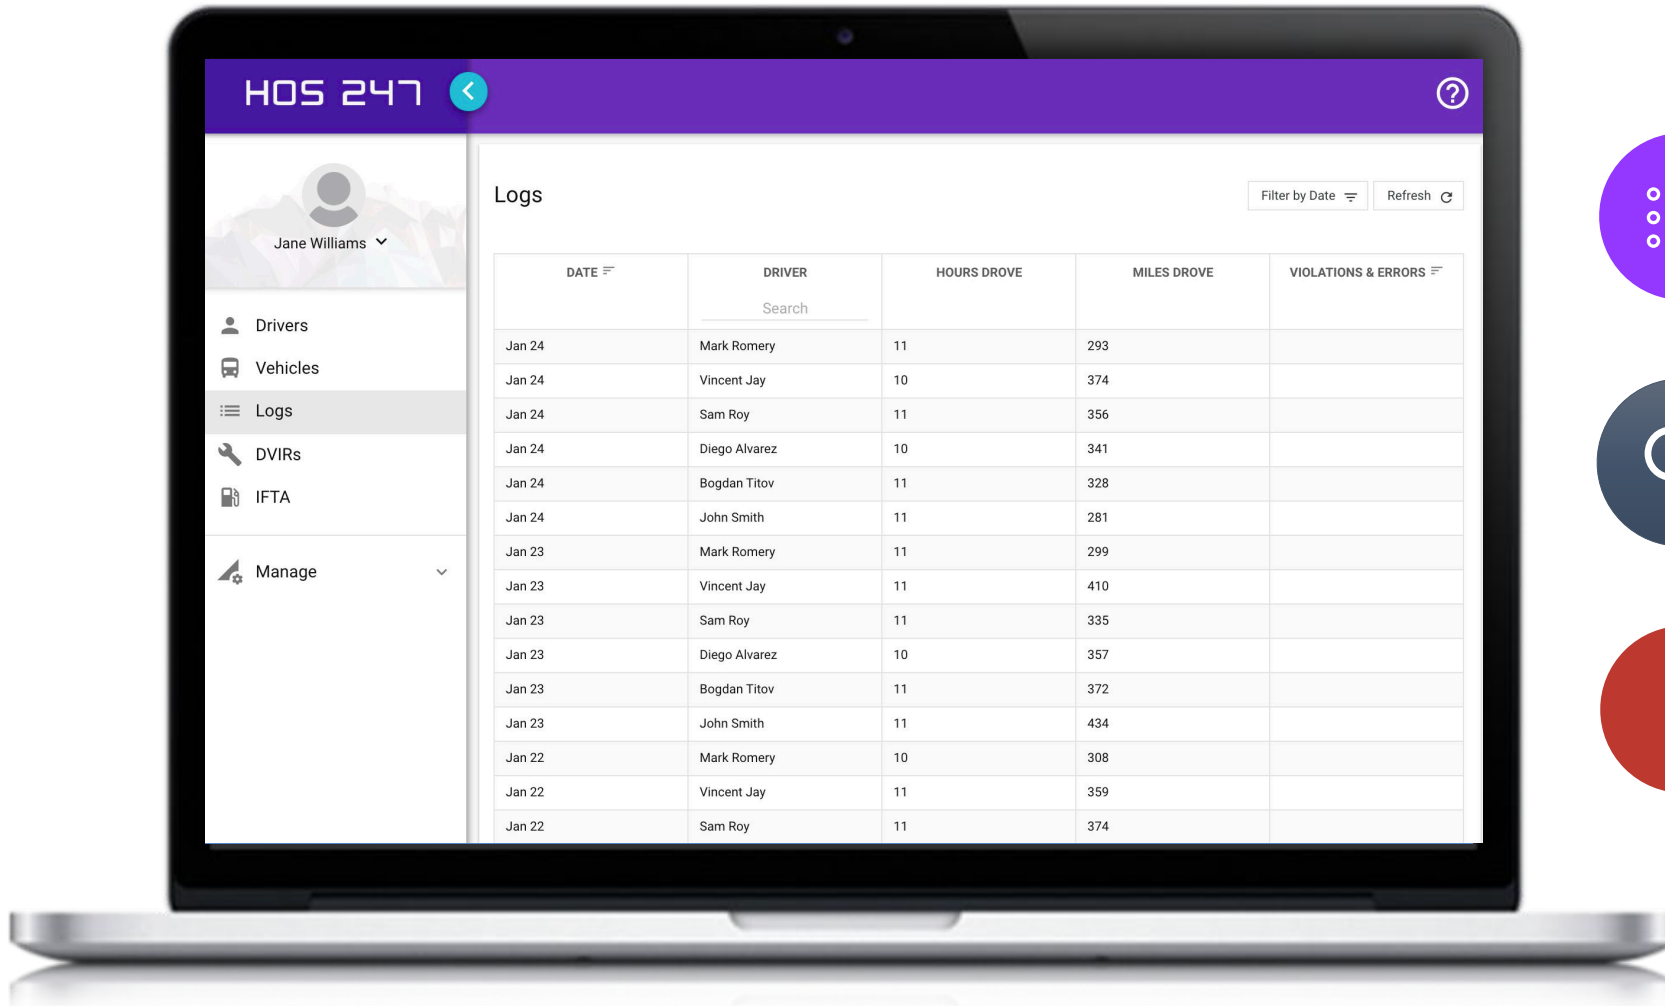 HOS 247
Jane Williams
Drivers
Vehicles
Logs
DVIRs
IFTA
Manage
Logs
Filter by Date
Refresh
DATE DRIVER HOURS DROVE MILES DROVE VIOLATIONS & ERRORS
Search
Jan 24 Mark Romery 11 293
Jan 24 Vincent Jay 10 374
Jan 24 Sam Roy 11 356
Jan 24 Diego Alvarez 10 341
Jan 24 Bogdan Titov 11 328
Jan 24 John Smith 11 281
Jan 23 Mark Romery 11 299
Jan 23 Vincent Jay 11 410
Jan 23 Sam Roy 11 335
Jan 23 Diego Alvarez 10 357
Jan 23 Bogdan Titov 11 372
Jan 23 John Smith 11 434
Jan 22 Mark Romery 10 308
Jan 22 Vincent Jay 11 359
Jan 22 Sam Roy 11 374